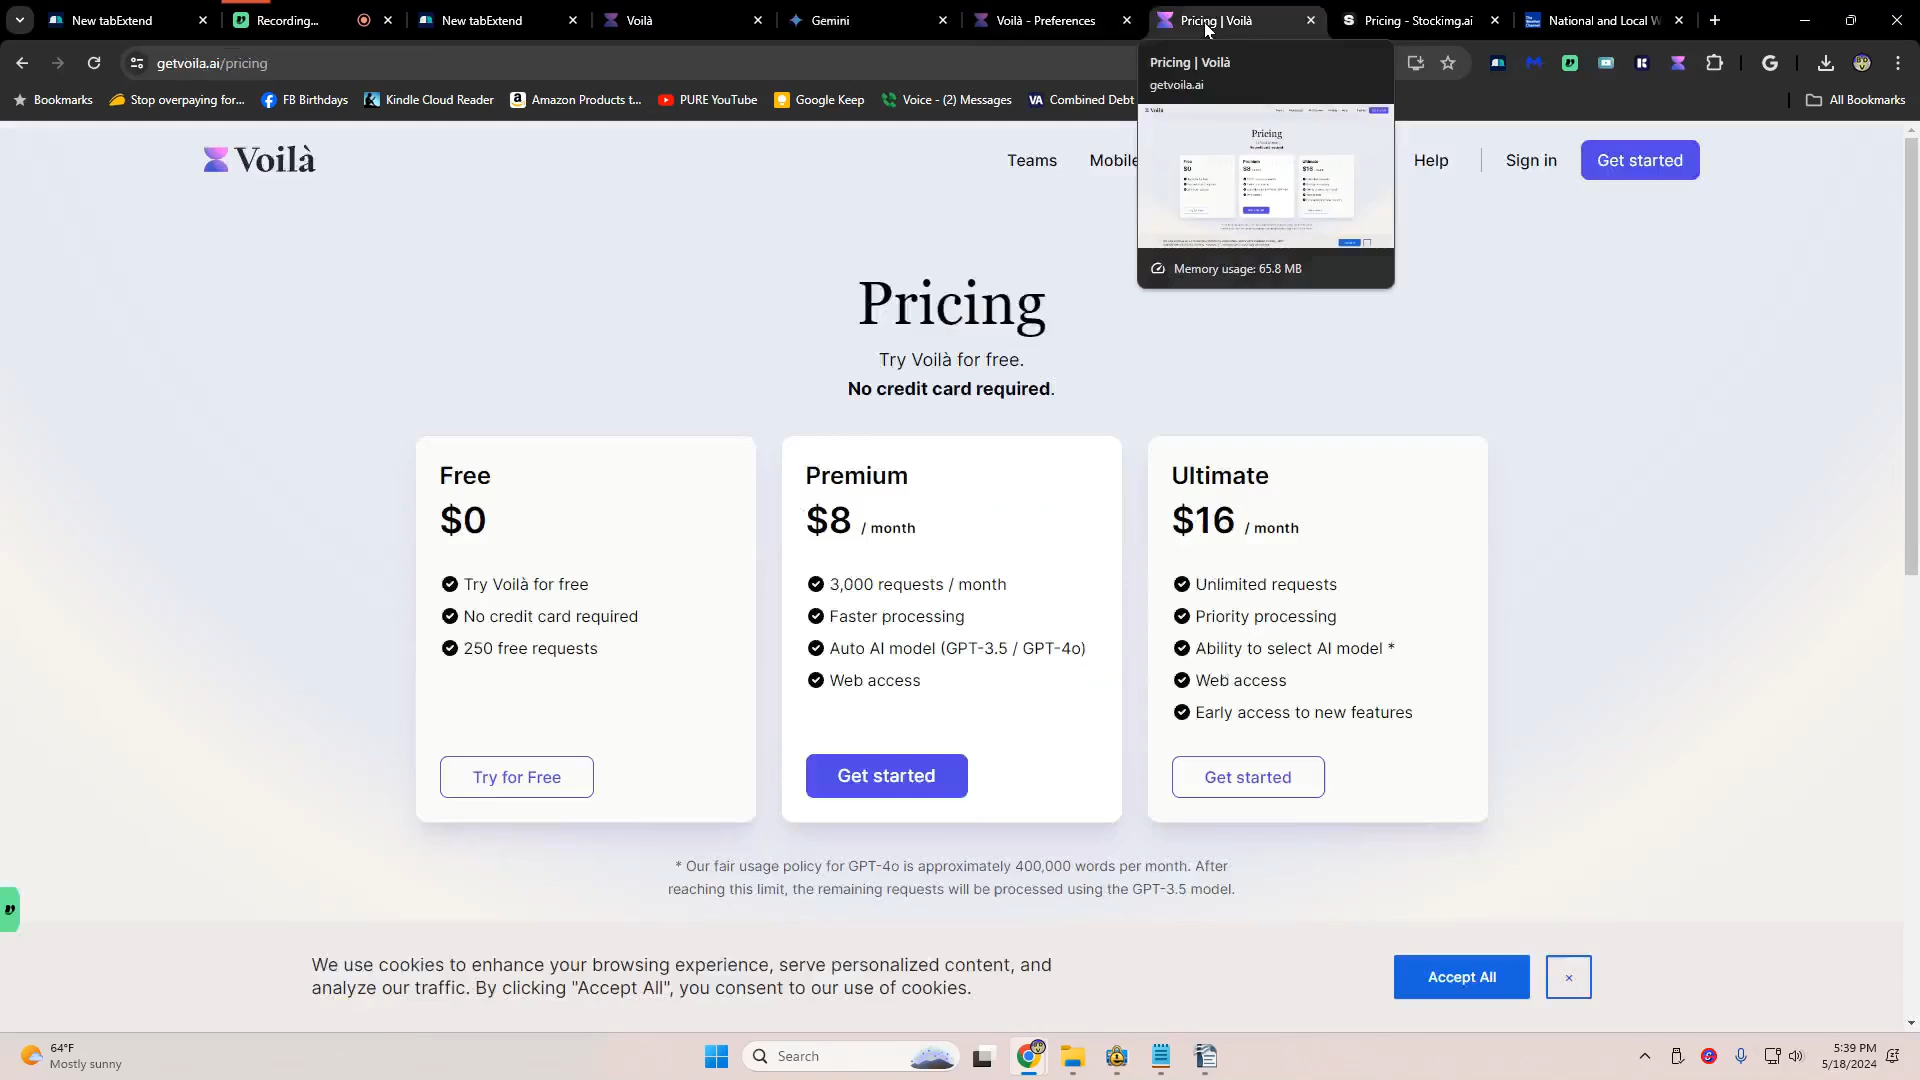 New tabExtend
Recording...
New tabExtend
Voilà
Gemini
Voilà - Preferences
Pricing | Voilà
Pricing - Stockimg.ai
National and Local W
getvoila.ai/pricing
Bookmarks
Stop overpaying for...
FB Birthdays
Kindle Cloud Reader
Amazon Products t...
PURE YouTube
Google Keep
Voice - (2) Messages
VA Combined Debt
All Bookmarks
Pricing | Voilà
getvoila.ai
Pricing
Free
$0
Premium
$8
Ultimate
$16
Memory usage: 65.8 MB
Voilà
Teams
Mobile
Help
Sign in
Get started
Pricing
Try Voilà for free.
No credit card required.
Free
$0
Try Voilà for free
No credit card required
250 free requests
Try for Free
Premium
$8 / month
3,000 requests / month
Faster processing
Auto AI model (GPT-3.5 / GPT-4o)
Web access
Get started
Ultimate
$16 / month
Unlimited requests
Priority processing
Ability to select AI model *
Web access
Early access to new features
Get started
* Our fair usage policy for GPT-4o is approximately 400,000 words per month. After
reaching this limit, the remaining requests will be processed using the GPT-3.5 model.
We use cookies to enhance your browsing experience, serve personalized content, and
analyze our traffic. By clicking "Accept All", you consent to our use of cookies.
Accept All
×
64°F
Mostly sunny
Search
5:39 PM
5/18/2024